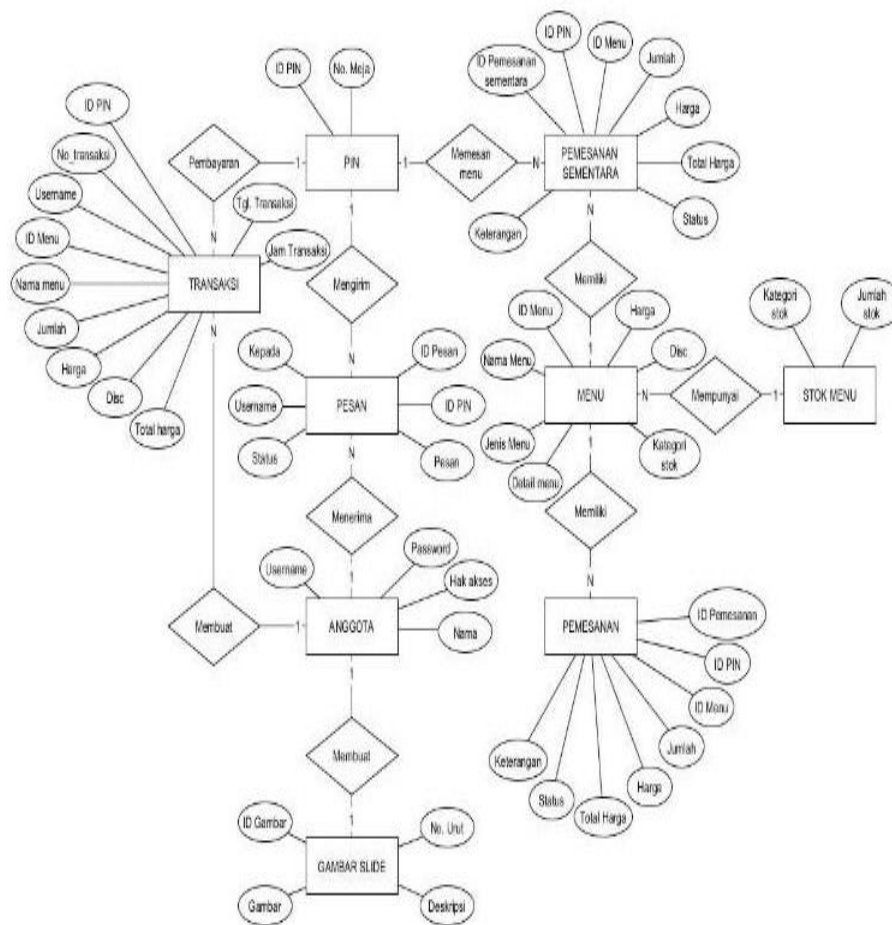 ID PIN
ID Menu
ID Pemesanan
sementara
Jumlah
ID PIN
No. Meja
Harga
ID PIN
No_transaksi
Pembayaran
1
PIN
1
Memesan
menu
N
PEMESANAN
SEMENTARA
Total Harga
Username
Tgl. Transaksi
1
Keterangan
N
Status
ID Menu
N
Jam Transaksi
Nama menu
TRANSAKSI
Mengirim
Memiliki
Jumlah
N
ID Menu
Harga
Kategori
stok
Jumlah
stok
Harga
Kepada
N
ID Pesan
1
Nama Menu
Disc
Disc
Username
PESAN
ID PIN
MENU
N
Mempunyai
1
STOK MENU
Total harga
Status
Pesan
Jenis Menu
Kategori
stok
N
Detail menu
1
Menerima
Memiliki
Username
1
Password
Hak akses
N
Membuat
1
ANGGOTA
Nama
PEMESANAN
ID Pemesanan
ID PIN
1
ID Menu
Membuat
Jumlah
Keterangan
Status
Total Harga
Harga
ID Gambar
1
No. Urut
GAMBAR SLIDE
Gambar
Deskripsi